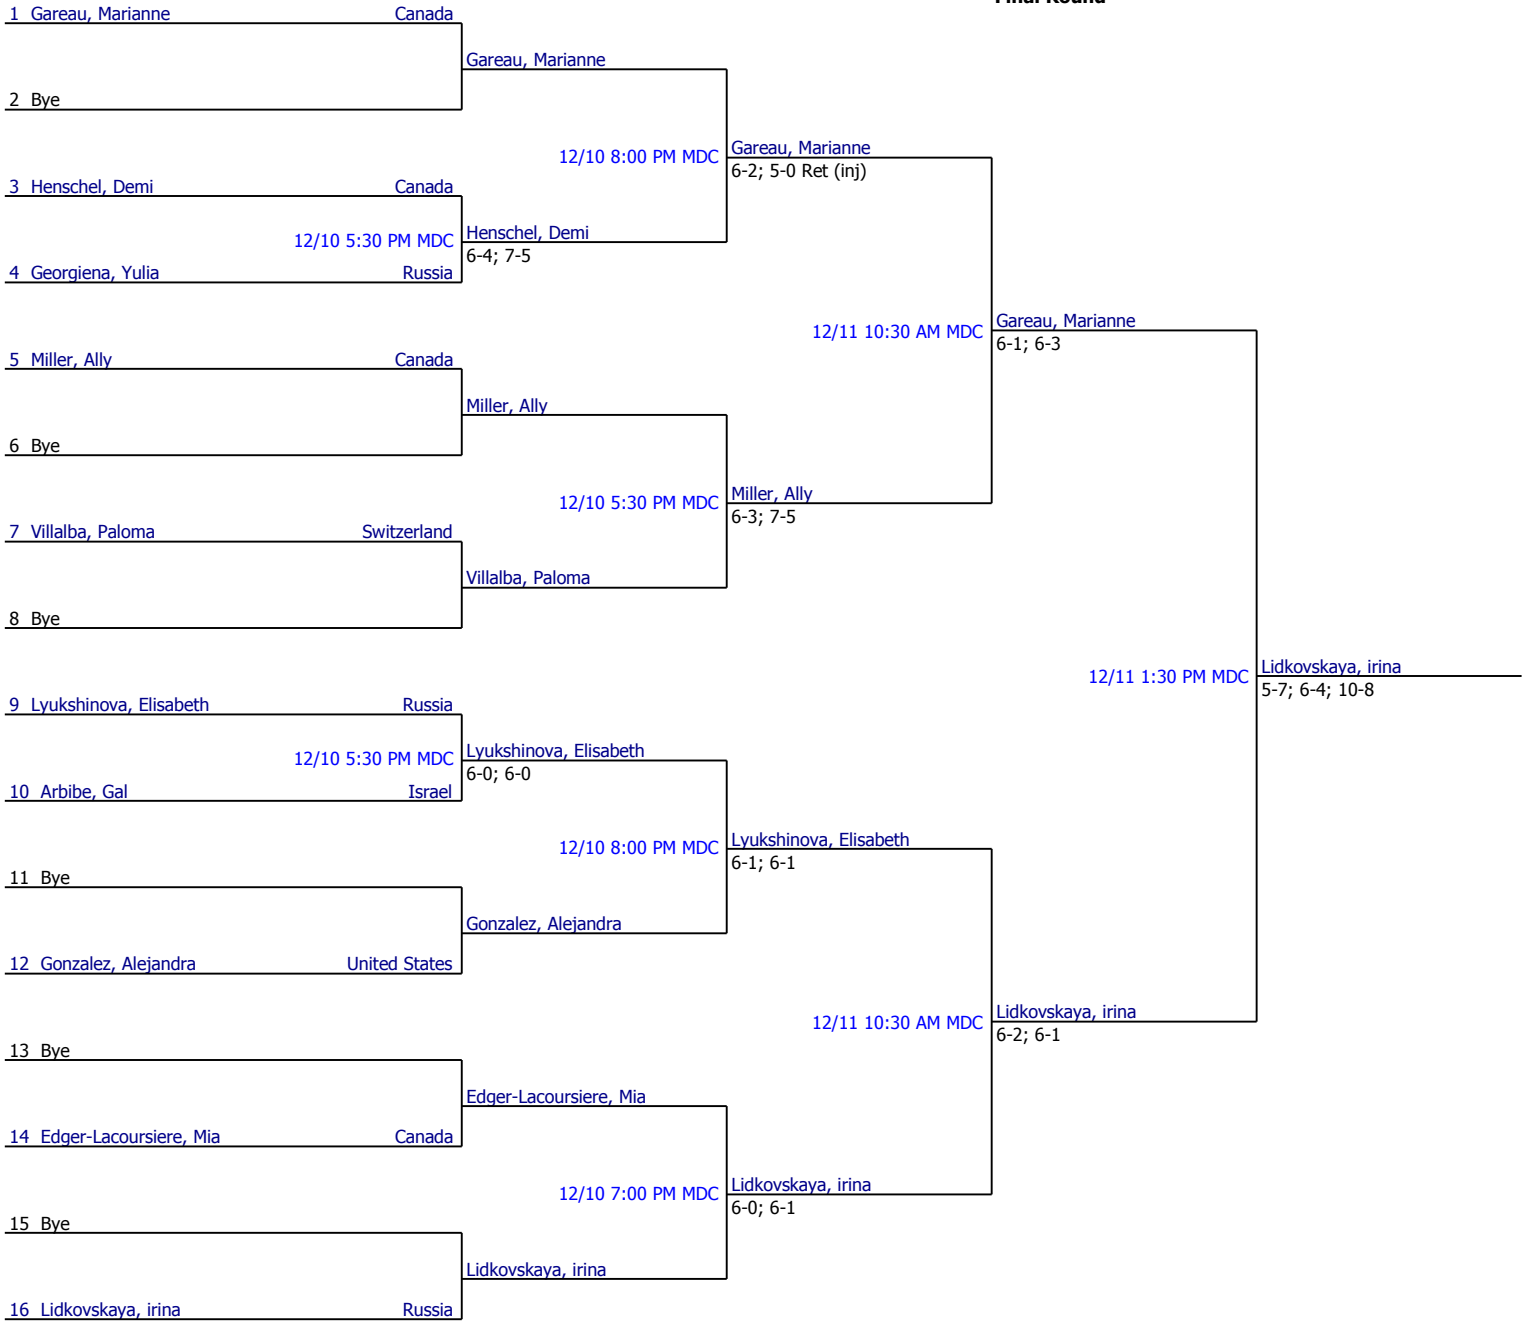 Final Round
1 Gareau, Marianne Canada
Gareau, Marianne
2 Bye
12/10 8:00 PM MDC Gareau, Marianne
6-2; 5-0 Ret (inj)
3 Henschel, Demi Canada
12/10 5:30 PM MDC Henschel, Demi
6-4; 7-5
4 Georgiena, Yulia Russia
12/11 10:30 AM MDC Gareau, Marianne
6-1; 6-3
5 Miller, Ally Canada
Miller, Ally
6 Bye
12/10 5:30 PM MDC Miller, Ally
6-3; 7-5
7 Villalba, Paloma Switzerland
Villalba, Paloma
8 Bye
12/11 1:30 PM MDC Lidkovskaya, irina
5-7; 6-4; 10-8
9 Lyukshinova, Elisabeth Russia
12/10 5:30 PM MDC Lyukshinova, Elisabeth
6-0; 6-0
10 Arbibe, Gal Israel
12/10 8:00 PM MDC Lyukshinova, Elisabeth
6-1; 6-1
11 Bye
Gonzalez, Alejandra
12 Gonzalez, Alejandra United States
12/11 10:30 AM MDC Lidkovskaya, irina
6-2; 6-1
13 Bye
Edger-Lacoursiere, Mia
14 Edger-Lacoursiere, Mia Canada
12/10 7:00 PM MDC Lidkovskaya, irina
6-0; 6-1
15 Bye
Lidkovskaya, irina
16 Lidkovskaya, irina Russia